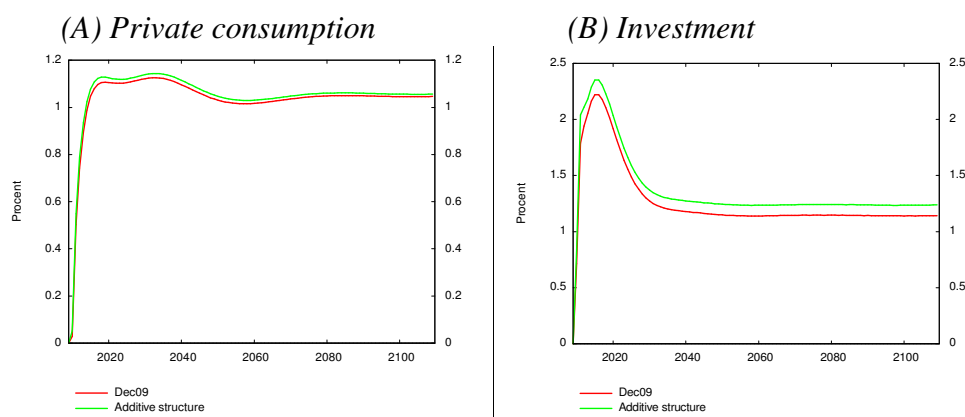 (A) Private consumption
1.2
1
0.8
0.6
0.4
0.2
0
Procent
1.2
1
0.8
0.6
0.4
0.2
0
2020 2040 2060 2080 2100
Dec09
Additive structure
(B) Investment
2.5
2
1.5
1
0.5
0
Procent
2.5
2
1.5
1
0.5
0
2020 2040 2060 2080 2100
Dec09
Additive structure